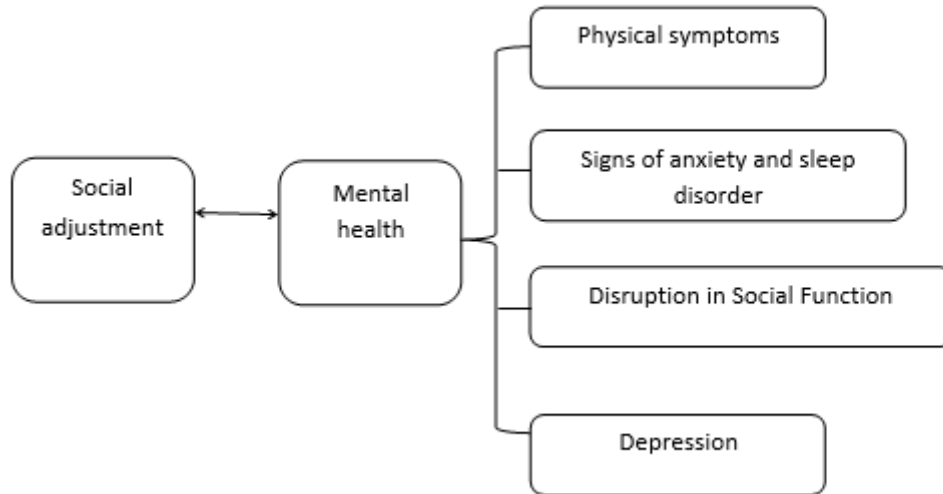 Social
adjustment
Mental
health
Physical symptoms
Signs of anxiety and sleep
disorder
Disruption in Social Function
Depression